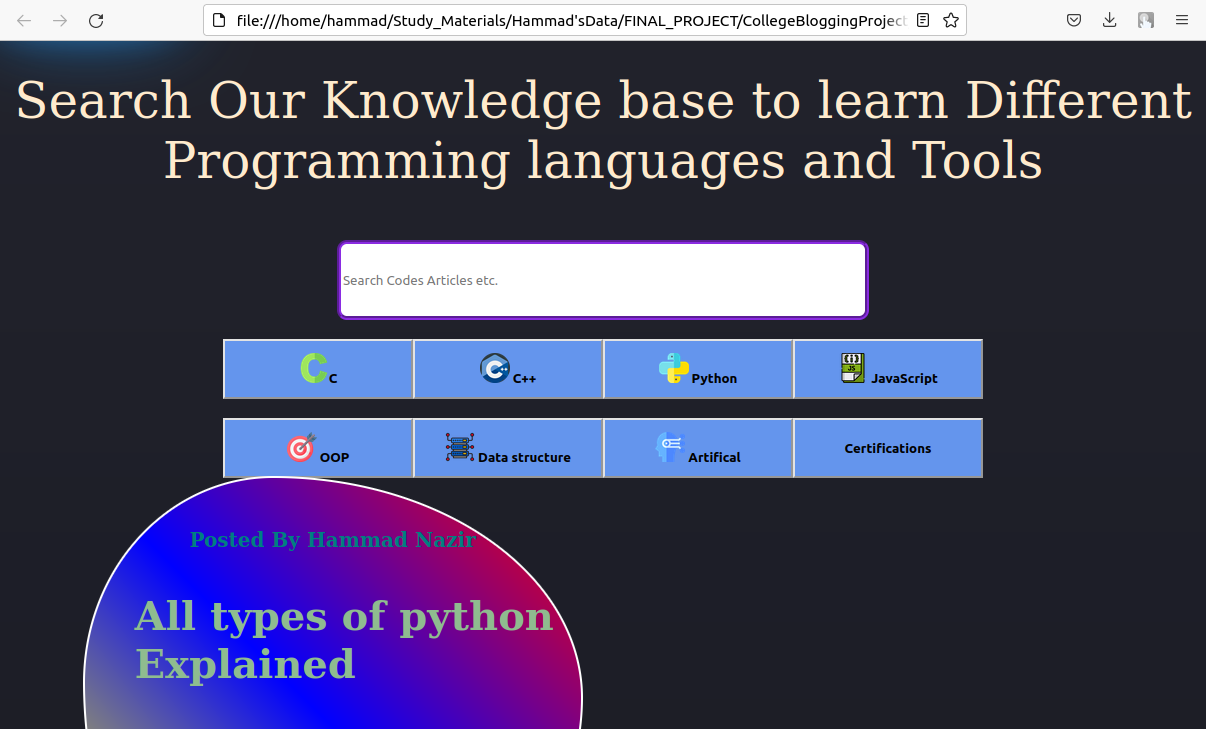 file:///home/hammad/Study_Materials/Hammad'sData/FINAL_PROJECT/CollegeBloggingProject
Search Our Knowledge base to learn Different
Programming languages and Tools
Search Codes Articles etc.
C C++ Python JavaScript
OOP Data structure Artifical Certifications
Posted By Hammad Nazir
All types of python
Explained